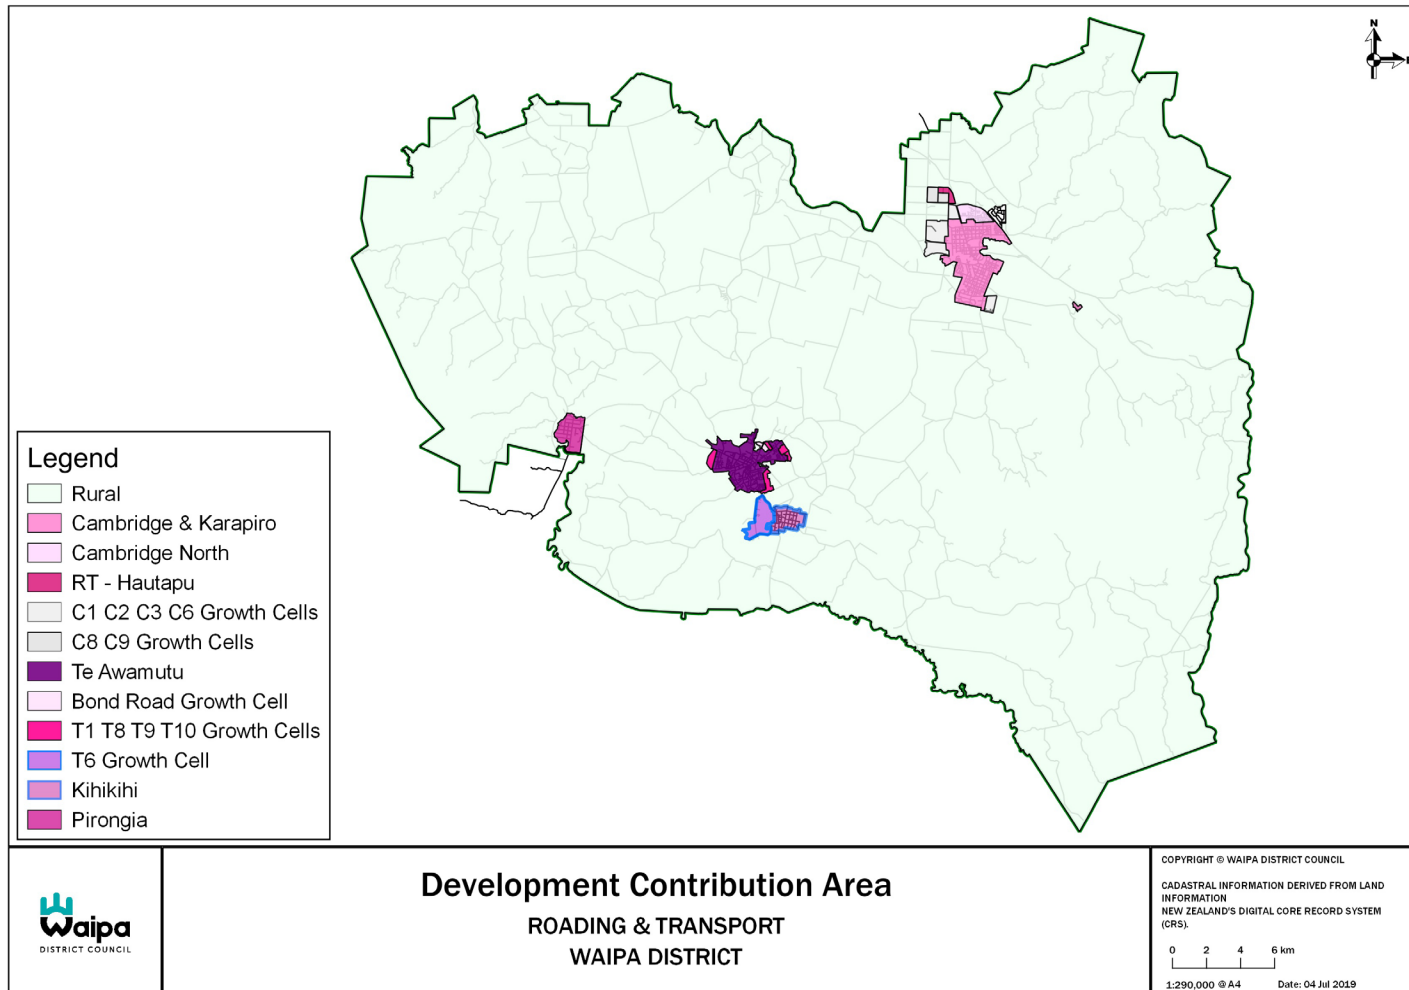 N
Legend
Rural
Cambridge & Karapiro
Cambridge North
RT - Hautapu
C1 C2 C3 C6 Growth Cells
C8 C9 Growth Cells
Te Awamutu
Bond Road Growth Cell
T1 T8 T9 T10 Growth Cells
T6 Growth Cell
Kihikihi
Pirongia
Waipa
DISTRICT COUNCIL
Development Contribution Area
ROADING & TRANSPORT
WAIPA DISTRICT
COPYRIGHT © WAIPA DISTRICT COUNCIL
CADASTRAL INFORMATION DERIVED FROM LAND
INFORMATION
NEW ZEALAND'S DIGITAL CORE RECORD SYSTEM
(CRS).
0 2 4 6 km
1:290,000 @ A4 Date: 04 Jul 2019